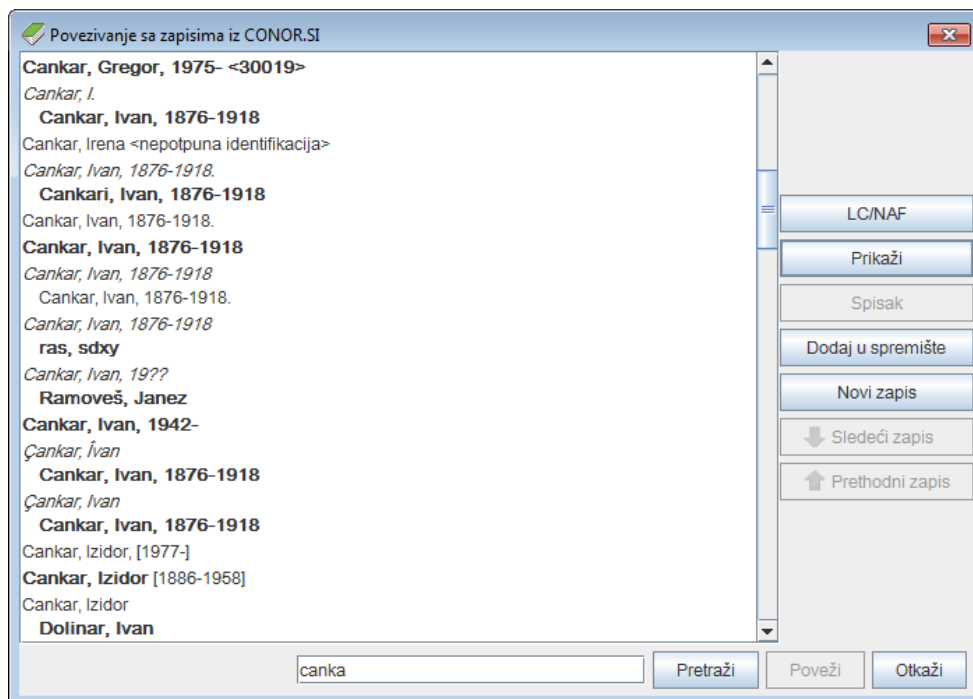 Povezivanje sa zapisima iz CONOR.SI
Cankar, Gregor, 1975- <30019>
Cankar, I.
Cankar, Ivan, 1876-1918
Cankar, Irena <nepotpuna identifikacija>
Cankar, Ivan, 1876-1918.
Cankari, Ivan, 1876-1918
Cankar, Ivan, 1876-1918.
Cankar, Ivan, 1876-1918
Cankar, Ivan, 1876-1918
Cankar, Ivan, 1876-1918.
Cankar, Ivan, 1876-1918
ras, sdxy
Cankar, Ivan, 19??
Ramoveš, Janez
Cankar, Ivan, 1942-
Çankar, Îvan
Cankar, Ivan, 1876-1918
Çankar, Ivan
Cankar, Ivan, 1876-1918
Cankar, Izidor, [1977-]
Cankar, Izidor [1886-1958]
Cankar, Izidor
Dolinar, Ivan
LC/NAF
Prikaži
Spisak
Dodaj u spremište
Novi zapis
Sledeći zapis
Prethodni zapis
canka
Pretraži
Poveži
Otkaži